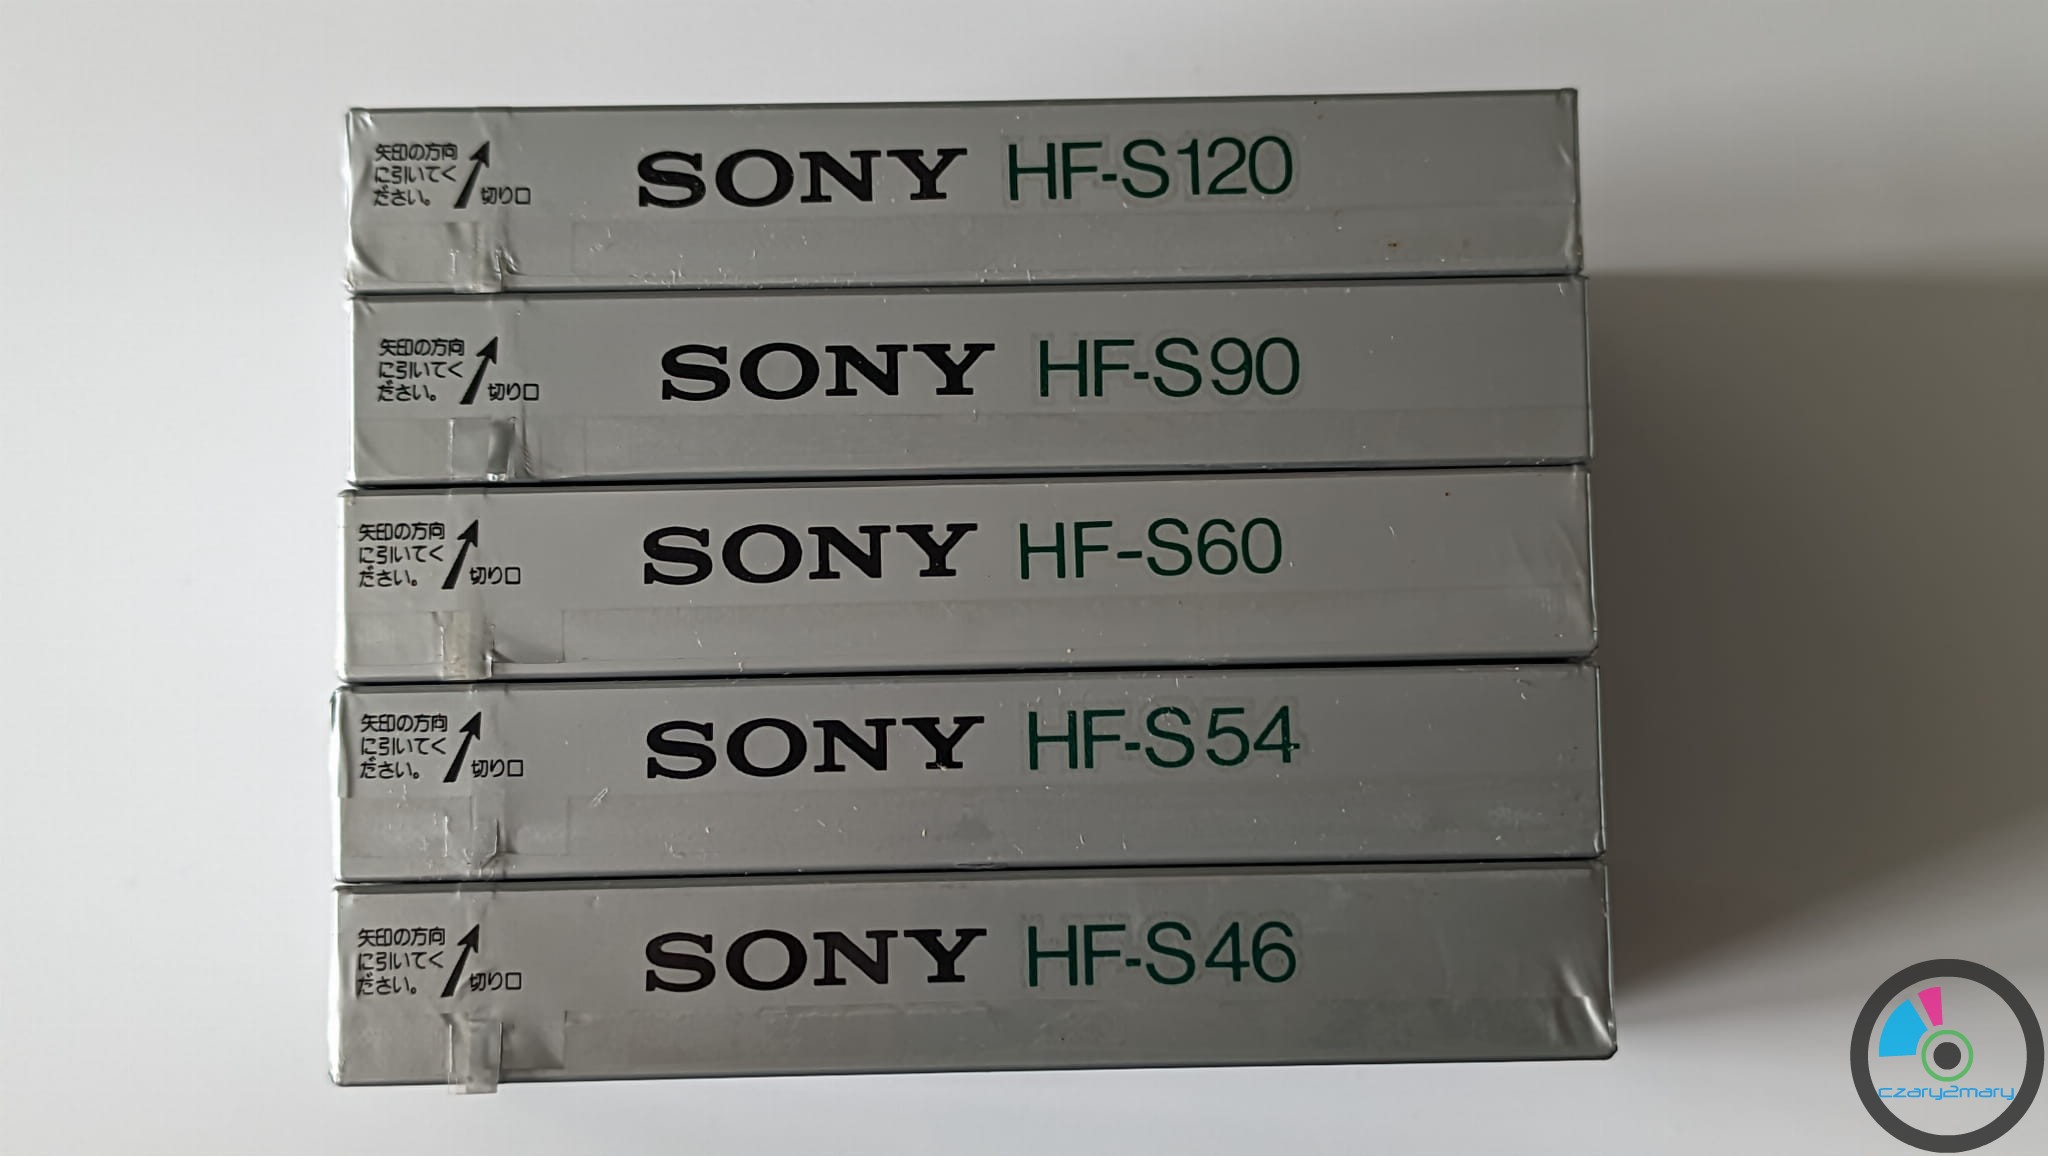 矢印の方向
に引いてく
ださい。
切り口
SONY HF-S120
矢印の方向
に引いてく
ださい。
切り口
SONY HF-S90
矢印の方向
に引いてく
ださい。
切り口
SONY HF-S60
矢印の方向
に引いてく
ださい。
切り口
SONY HF-S54
矢印の方向
に引いてく
ださい。
切り口
SONY HF-S46
czary2mary